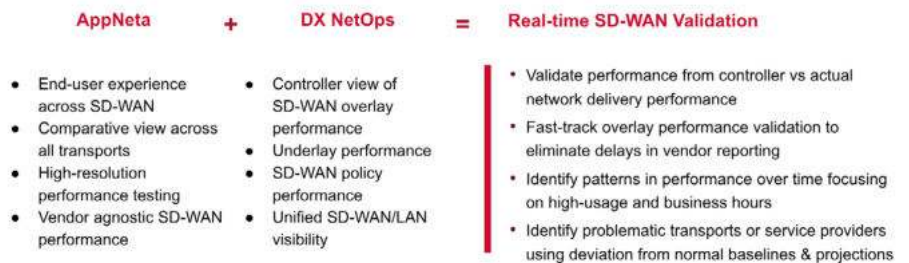 AppNeta + DX NetOps = Real-time SD-WAN Validation
● End-user experience
across SD-WAN
● Comparative view across
all transports
● High-resolution
performance testing
● Vendor agnostic SD-WAN
performance
● Controller view of
SD-WAN overlay
performance
● Underlay performance
● SD-WAN policy
performance
● Unified SD-WAN/LAN
visibility
• Validate performance from controller vs actual
network delivery performance
• Fast-track overlay performance validation to
eliminate delays in vendor reporting
• Identify patterns in performance over time focusing
on high-usage and business hours
• Identify problematic transports or service providers
using deviation from normal baselines & projections